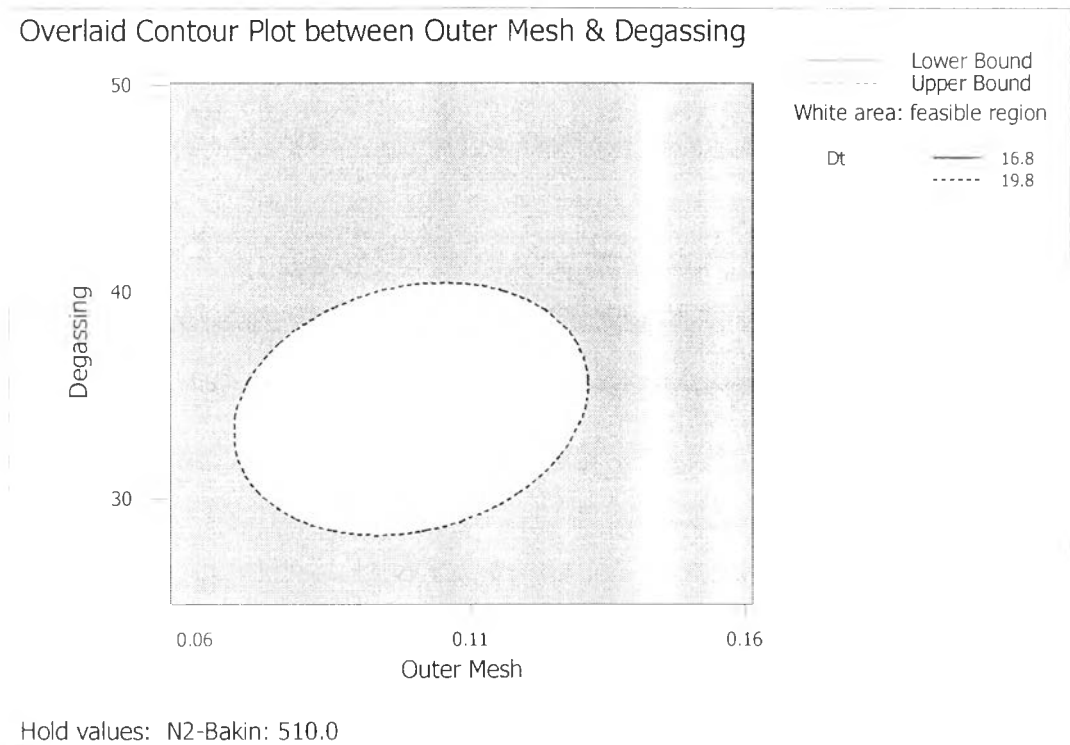 Overlaid Contour Plot between Outer Mesh & Degassing
Lower Bound
Upper Bound
White area: feasible region
Dt 16.8
19.8
50
40
30
Degassing
0.06 0.11 0.16
Outer Mesh
Hold values: N2-Bakin: 510.0